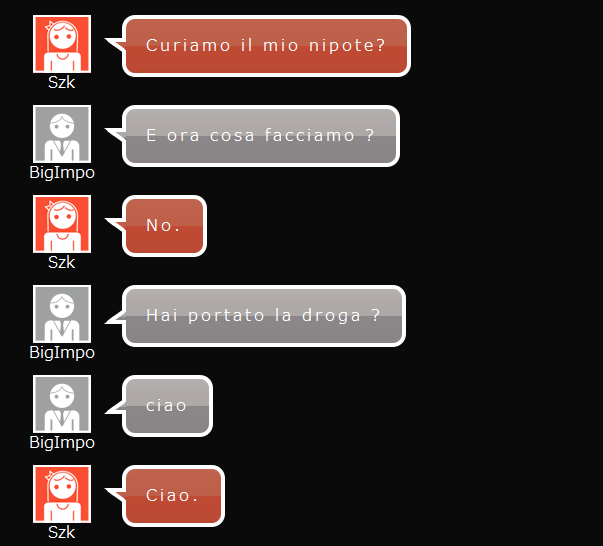 Curiamo il mio nipote?
Szk
E ora cosa facciamo ?
BigImpo
No.
Szk
Hai portato la droga ?
BigImpo
ciao
BigImpo
Ciao.
Szk